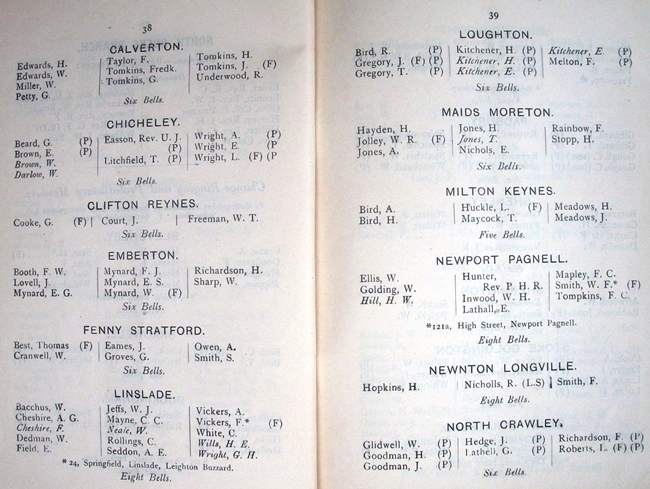 38
CALVERTON.
Edwards, H.
Edwards, W.
Miller, W.
Petty, G.
Taylor, F.
Tomkins, Fredk.
Tomkins, G.
Tomkins, H.
Tomkins, J. (F)
Underwood, R.
Six Bells.
CHICHELEY.
Beard, G. (P)
Brown, E. (P)
Brown, W.
Darlow, W.
Easson, Rev. U. J. (P)
Litchfield, T. (P)
Wright, A. (P)
Wright, E. (P)
Wright, L. (F) (P
Six Bells.
CLIFTON REYNES.
Cooke, G. (F)
Court, J.
Freeman, W. T.
Six Bells.
EMBERTON.
Booth, F. W.
Lovell, J.
Mynard, E. G.
Mynard, F. J.
Mynard, E. S.
Mynard, W. (F)
Richardson, H.
Sharp, W.
Six Bells.
FENNY STRATFORD.
Best, Thomas (F)
Cranwell, W.
Eames, J.
Groves, G.
Owen, A.
Smith, S.
Six Bells.
LINSLADE.
Bacchus, W.
Cheshire, A. G.
Cheshire, F.
Dedman, W.
Field, E.
Jeffs, W. J.
Mayne, C. C.
Neale, W.
Rollings, C.
Seddon, A. E.
Vickers, A.
Vickers, F.* (F)
White, C.
Wills, H. E.
Wright, G. H.
* 24, Springfield, Linslade, Leighton Buzzard.
Eight Bells.
39
LOUGHTON.
Bird, R. (P)
Gregory, J. (F) (P)
Gregory, T. (P)
Kitchener, H. (P)
Kitchener, H. (P)
Kitchener, E. (P)
Kitchener, E. (P)
Melton, F. (P)
Six Bells.
MAIDS MORETON.
Hayden, H.
Jolley, W. R. (F)
Jones, A.
Jones, H.
Jones, T.
Nichols, E.
Rainbow, F.
Stopp, H.
Six Bells.
MILTON KEYNES.
Bird, A.
Bird, H.
Huckle, L. (F)
Maycock, T.
Meadows, H.
Meadows, J.
Five Bells.
NEWPORT PAGNELL.
Ellis, W.
Golding, W.
Hill, H. W.
Hunter,
Rev. P. H. R.
Inwood, W. H.
Lathall, E.
Mapley, F. C.
Smith, W. F.* (F)
Tompkins, F. C.
*121a, High Street, Newport Pagnell.
Eight Bells.
NEWNTON LONGVILLE.
Hopkins, H.
Nicholls, R. (L.S)
Smith, F.
Eight Bells.
NORTH CRAWLEY.
Glidwell, W. (P)
Goodman, H. (P)
Goodman, J. (P)
Hedge, J. (P)
Lathell, G. (P)
Richardson, F. (P)
Roberts, L. (F) (P)
Six Bells.